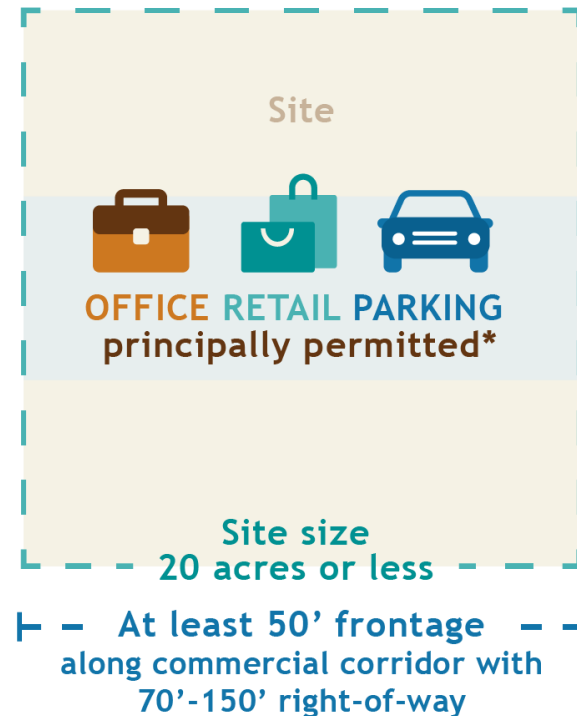 Site
OFFICE RETAIL PARKING
principally permitted*
Site size
20 acres or less
At least 50’ frontage
along commercial corridor with
70’-150’ right-of-way